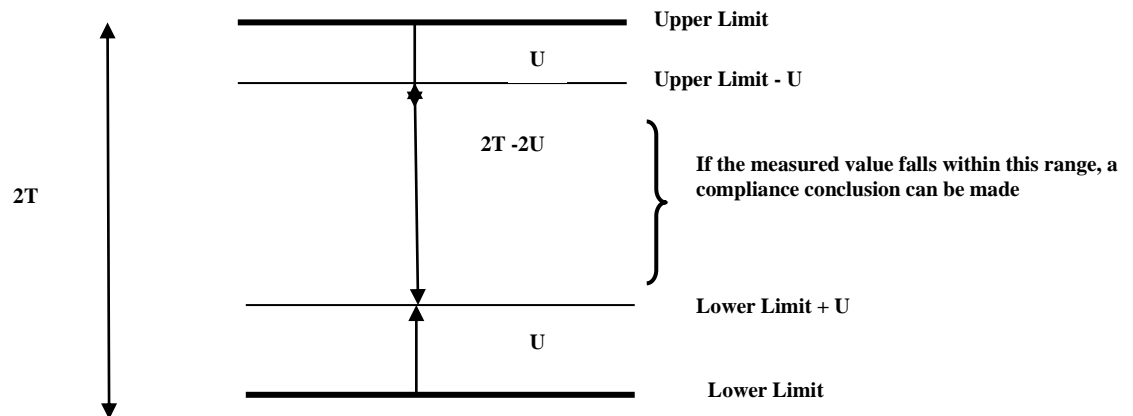 Upper Limit
U
Upper Limit - U
2T -2U
If the measured value falls within this range, a
compliance conclusion can be made
2T
Lower Limit + U
U
Lower Limit